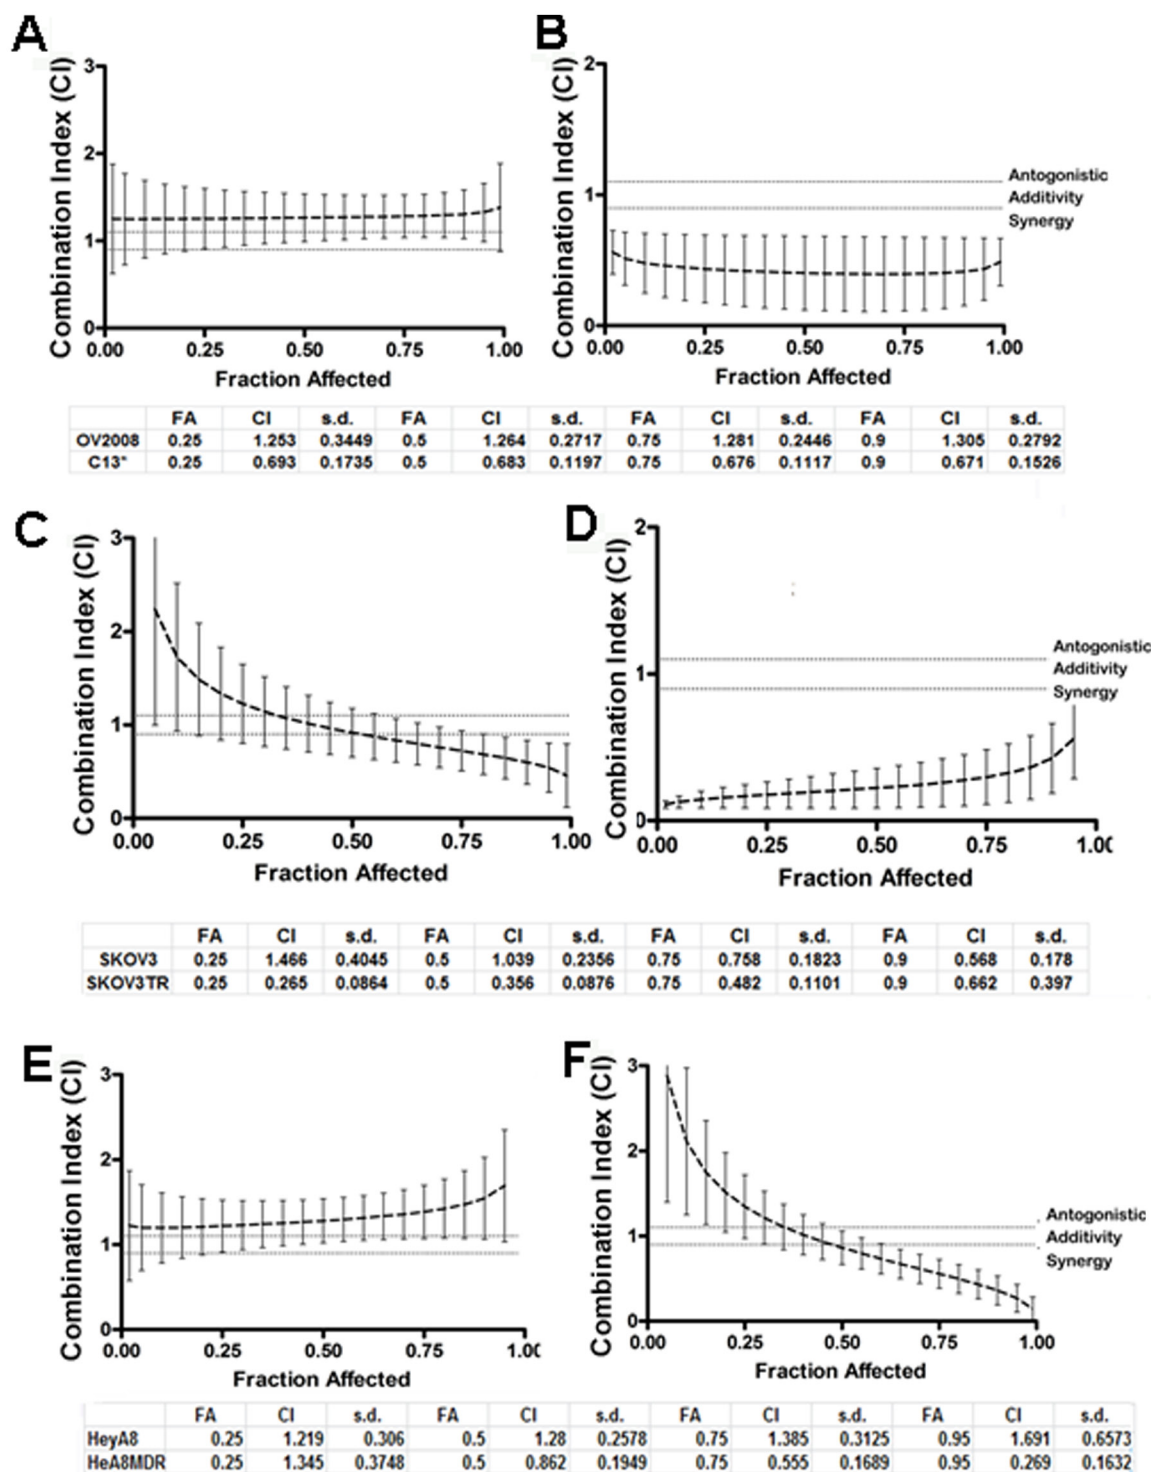 A
B
Combination Index (CI)
3
2
1
0
0.00 0.25 0.50 0.75 1.00
Fraction Affected
Combination Index (CI)
2
1
0
0.00 0.25 0.50 0.75 1.00
Fraction Affected
Antogonistic
Additivity
Synergy
FA CI s.d. FA CI s.d. FA CI s.d. FA CI s.d.
OV2008 0.25 1.253 0.3449 0.5 1.264 0.2717 0.75 1.281 0.2446 0.9 1.305 0.2792
C13* 0.25 0.693 0.1735 0.5 0.683 0.1197 0.75 0.676 0.1117 0.9 0.671 0.1526
C
D
Combination Index (CI)
3
2
1
0
0.00 0.25 0.50 0.75 1.00
Fraction Affected
Combination Index (CI)
2
1
0
0.00 0.25 0.50 0.75 1.00
Fraction Affected
Antogonistic
Additivity
Synergy
FA CI s.d. FA CI s.d. FA CI s.d. FA CI s.d.
SKOV3 0.25 1.466 0.4045 0.5 1.039 0.2356 0.75 0.758 0.1823 0.9 0.568 0.178
SKOV3TR 0.25 0.265 0.0864 0.5 0.356 0.0876 0.75 0.482 0.1101 0.9 0.662 0.397
E
F
Combination Index (CI)
3
2
1
0
0.00 0.25 0.50 0.75 1.00
Fraction Affected
Combination Index (CI)
3
2
1
0
0.00 0.25 0.50 0.75 1.00
Fraction Affected
Antogonistic
Additivity
Synergy
FA CI s.d. FA CI s.d. FA CI s.d. FA CI s.d.
HeyA8 0.25 1.219 0.306 0.5 1.28 0.2578 0.75 1.385 0.3125 0.95 1.691 0.6573
HeA8MDR 0.25 1.345 0.3748 0.5 0.862 0.1949 0.75 0.555 0.1689 0.95 0.269 0.1632